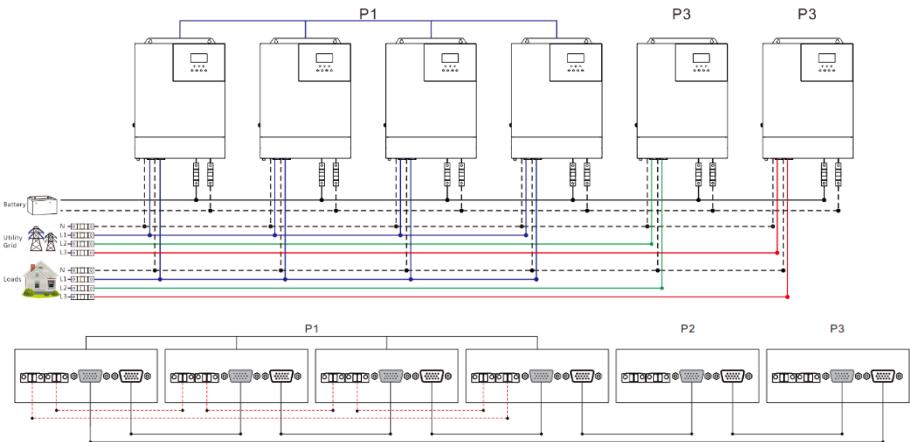 P1 P3 P3
Battery
Utility
Grid
N
L1
L2
L3
Loads
N
L1
L2
L3
P1 P2 P3